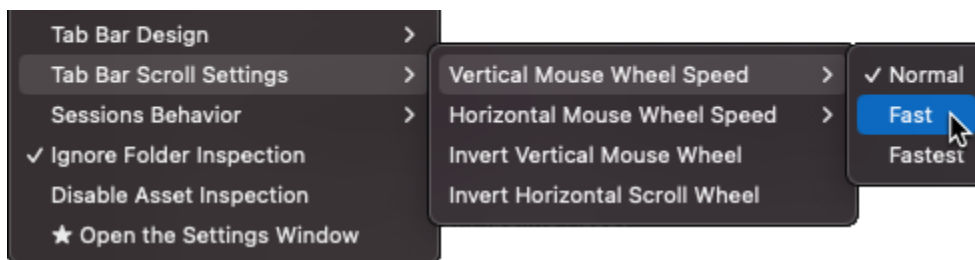 Tab Bar Design
Tab Bar Scroll Settings
Sessions Behavior
✓ Ignore Folder Inspection
Disable Asset Inspection
★ Open the Settings Window
Vertical Mouse Wheel Speed
Horizontal Mouse Wheel Speed
Invert Vertical Mouse Wheel
Invert Horizontal Scroll Wheel
✓ Normal
Fast
Fastest